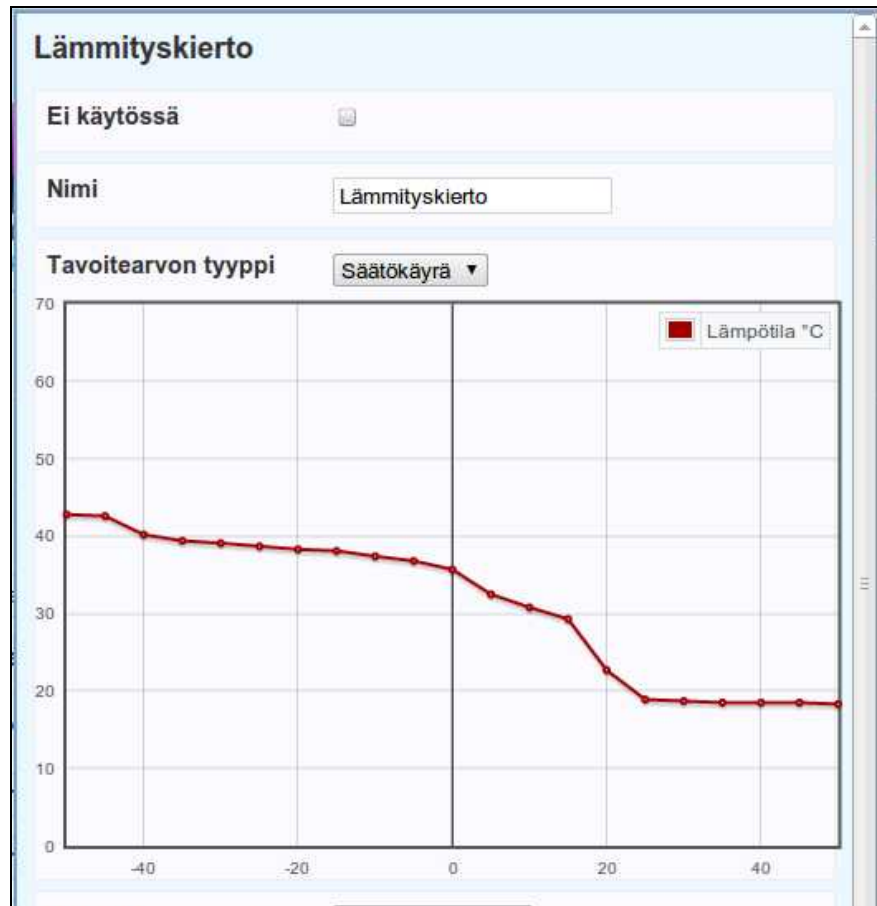 Lämmityskierto
Ei käytössä
Nimi
Lämmityskierto
Tavoitearvon tyyppi
Säätökäyrä
70
Lämpötila °C
60
50
40
30
20
10
0
-40
-20
0
20
40